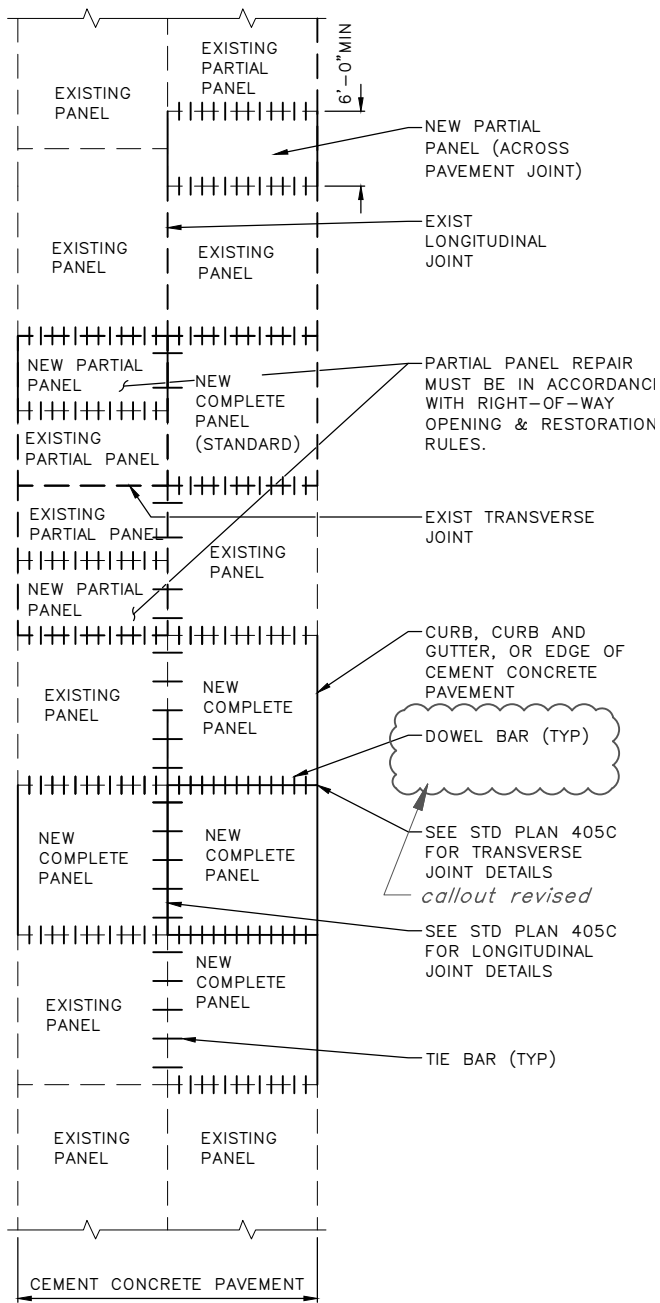 EXISTING
PARTIAL
PANEL
EXISTING
PANEL
6'-0"MIN
NEW PARTIAL
PANEL (ACROSS
PAVEMENT JOINT)
EXIST
LONGITUDINAL
JOINT
EXISTING
PANEL
EXISTING
PANEL
NEW PARTIAL
PANEL
NEW
COMPLETE
PANEL
(STANDARD)
PARTIAL PANEL REPAIR
MUST BE IN ACCORDANCE
WITH RIGHT-OF-WAY
OPENING & RESTORATION
RULES.
EXISTING
PARTIAL PANEL
EXISTING
PARTIAL PANEL
EXIST TRANSVERSE
JOINT
EXISTING
PANEL
NEW PARTIAL
PANEL
CURB, CURB AND
GUTTER, OR EDGE OF
CEMENT CONCRETE
PAVEMENT
EXISTING
PANEL
NEW
COMPLETE
PANEL
DOWEL BAR (TYP)
NEW
COMPLETE
PANEL
NEW
COMPLETE
PANEL
SEE STD PLAN 405C
FOR TRANSVERSE
JOINT DETAILS
callout revised
SEE STD PLAN 405C
FOR LONGITUDINAL
JOINT DETAILS
NEW
COMPLETE
PANEL
EXISTING
PANEL
TIE BAR (TYP)
EXISTING
PANEL
EXISTING
PANEL
CEMENT CONCRETE PAVEMENT